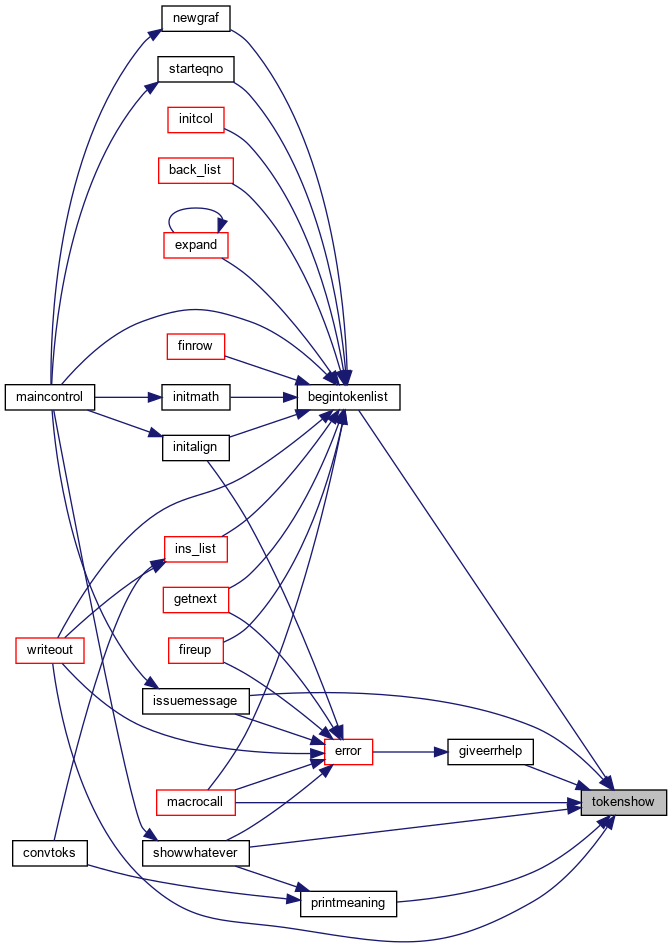 newgraf
starteqno
initcol
back_list
expand
finrow
maincontrol
initmath
begintokenlist
initalign
ins_list
getnext
writeout
fireup
issuemessage
error
giveerrhelp
macrocall
tokenshow
convtoks
showwhatever
printmeaning